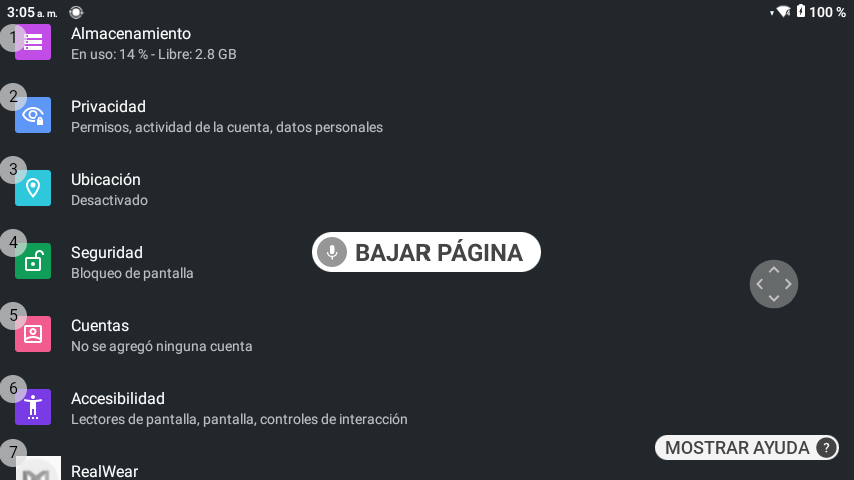 3:05 a. m.
100 %
1
Almacenamiento
En uso: 14 % - Libre: 2.8 GB
2
Privacidad
Permisos, actividad de la cuenta, datos personales
3
Ubicación
Desactivado
4
Seguridad
Bloqueo de pantalla
BAJAR PÁGINA
5
Cuentas
No se agregó ninguna cuenta
6
Accesibilidad
Lectores de pantalla, pantalla, controles de interacción
MOSTRAR AYUDA ?
7
RealWear